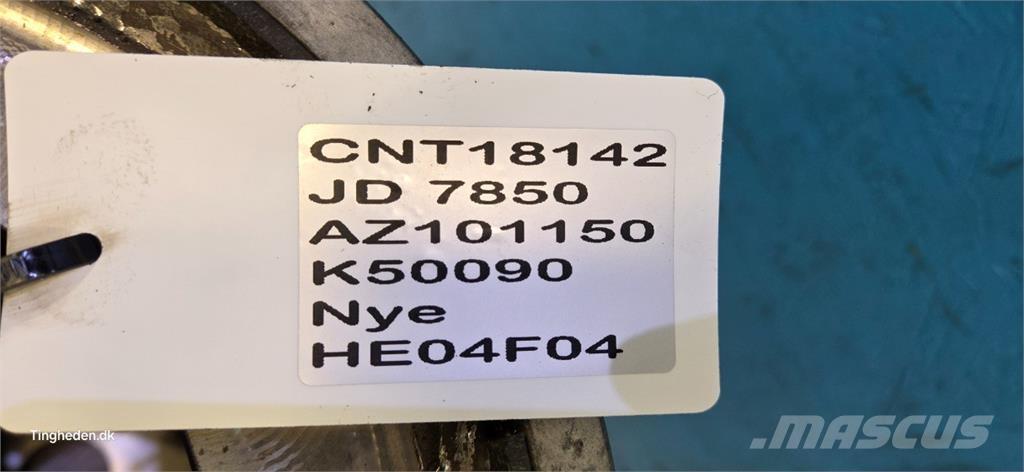 CNT18142
JD 7850
AZ101150
K50090
Nye
HE04F04
Tingheden.dk
MASCUS